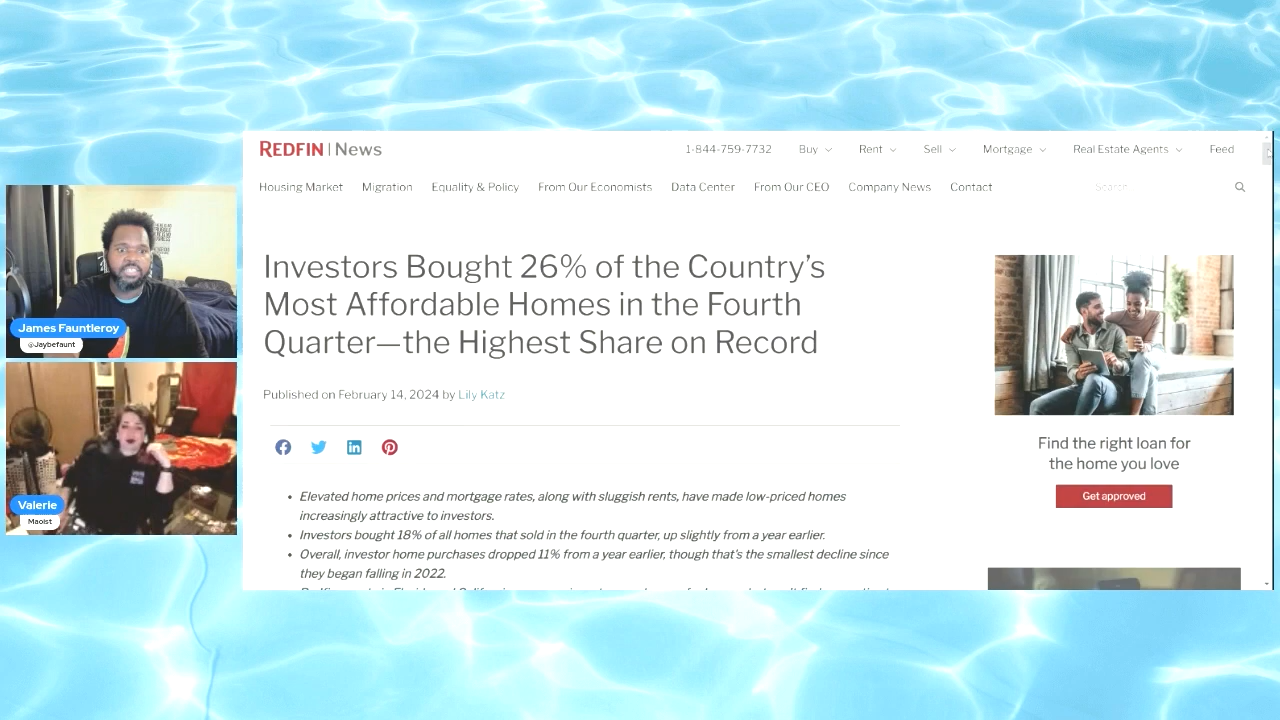 REDFIN | News
1-844-759-7732 Buy Rent Sell Mortgage Real Estate Agents Feed
Housing Market Migration Equality & Policy From Our Economists Data Center From Our CEO Company News Contact Search
Investors Bought 26% of the Country's
Most Affordable Homes in the Fourth
Quarter—the Highest Share on Record
Published on February 14, 2024 by Lily Katz
• Elevated home prices and mortgage rates, along with sluggish rents, have made low-priced homes
increasingly attractive to investors.
• Investors bought 18% of all homes that sold in the fourth quarter, up slightly from a year earlier.
• Overall, investor home purchases dropped 11% from a year earlier, though that's the smallest decline since
they began falling in 2022.
Find the right loan for
the home you love
Get approved
James Fauntleroy
@Jaybefaunt
Valerie
Maoist